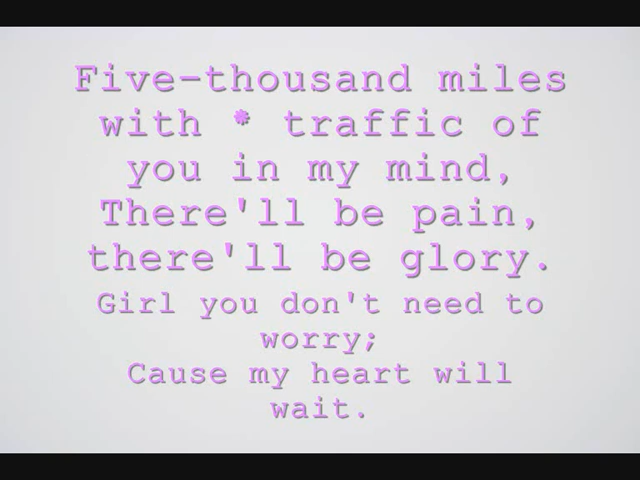 Five-thousand miles
with * traffic of
you in my mind,
There'll be pain,
there'll be glory.
Girl you don't need to
worry;
Cause my heart will
wait.